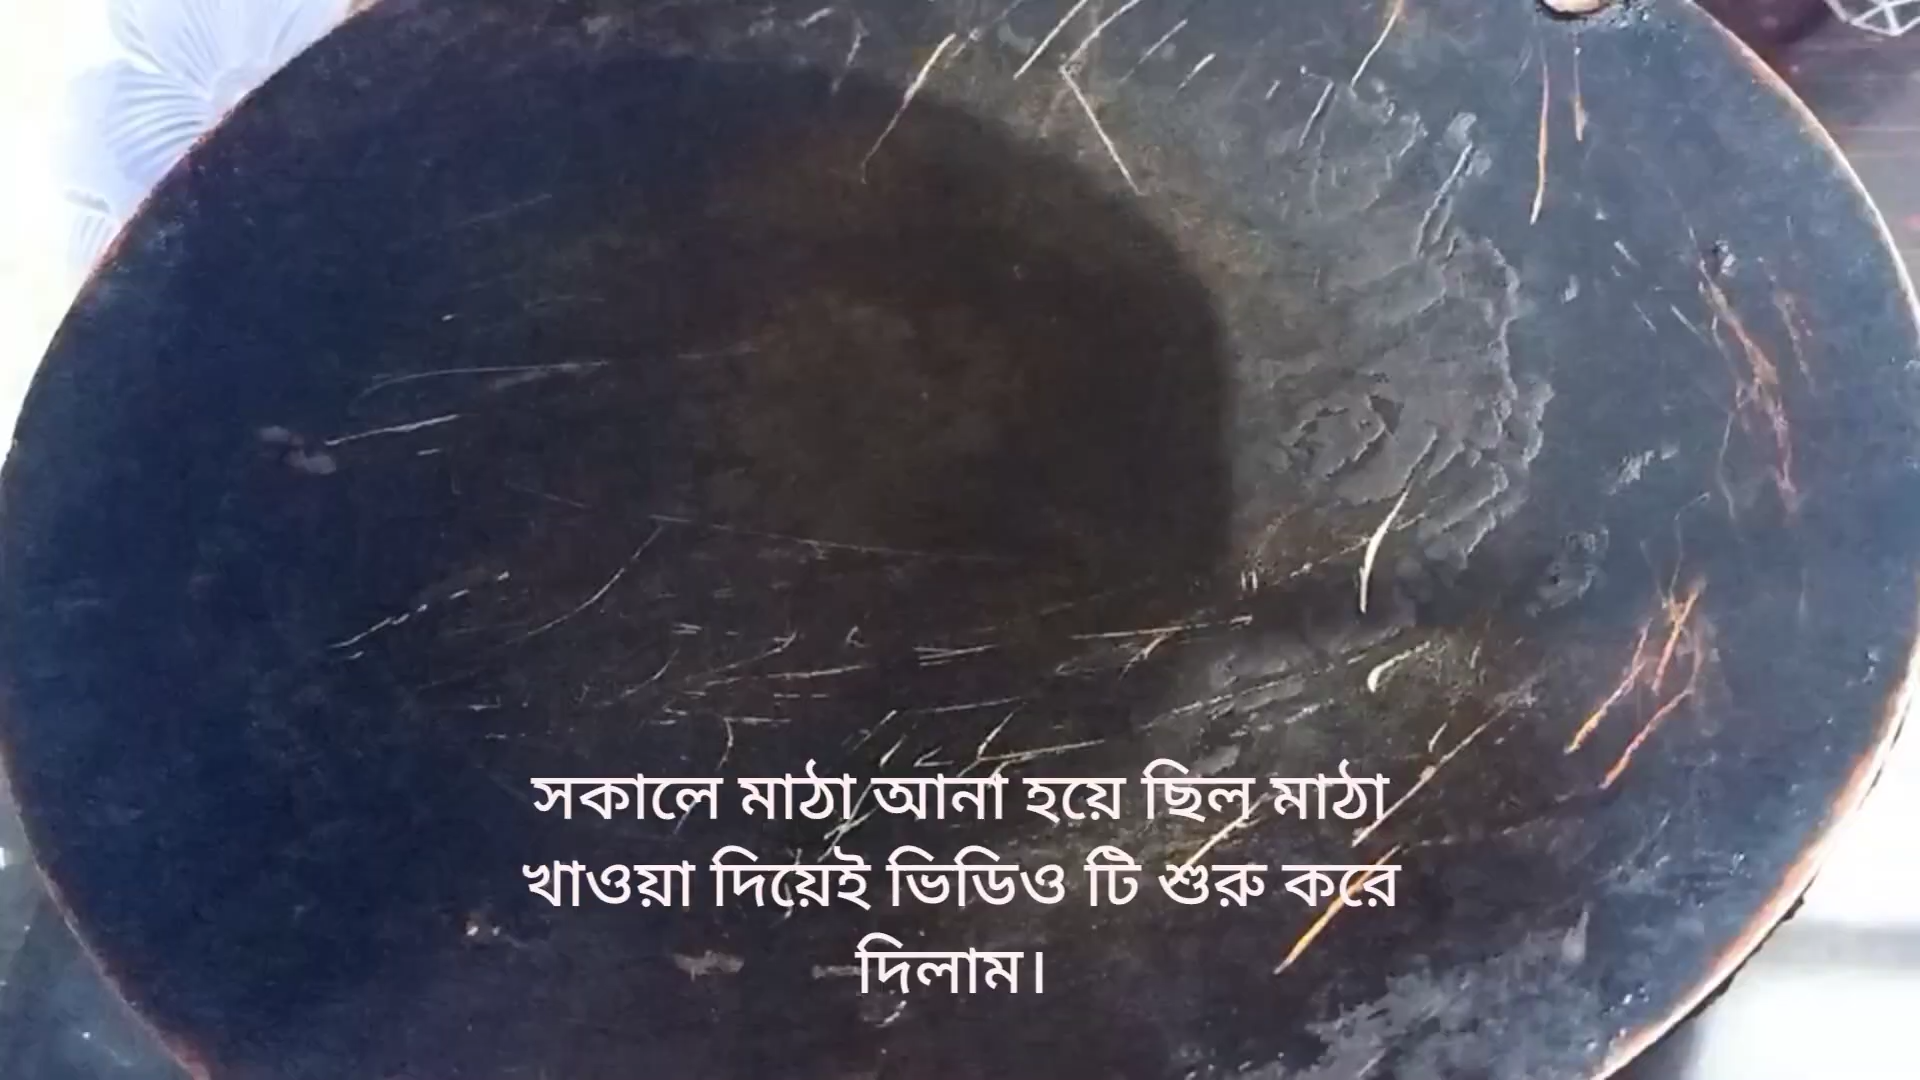 সকালে মাঠা আনা হয়ে ছিল মাঠা
খাওয়া দিয়েই ভিডিও টি শুরু করে
দিলাম।